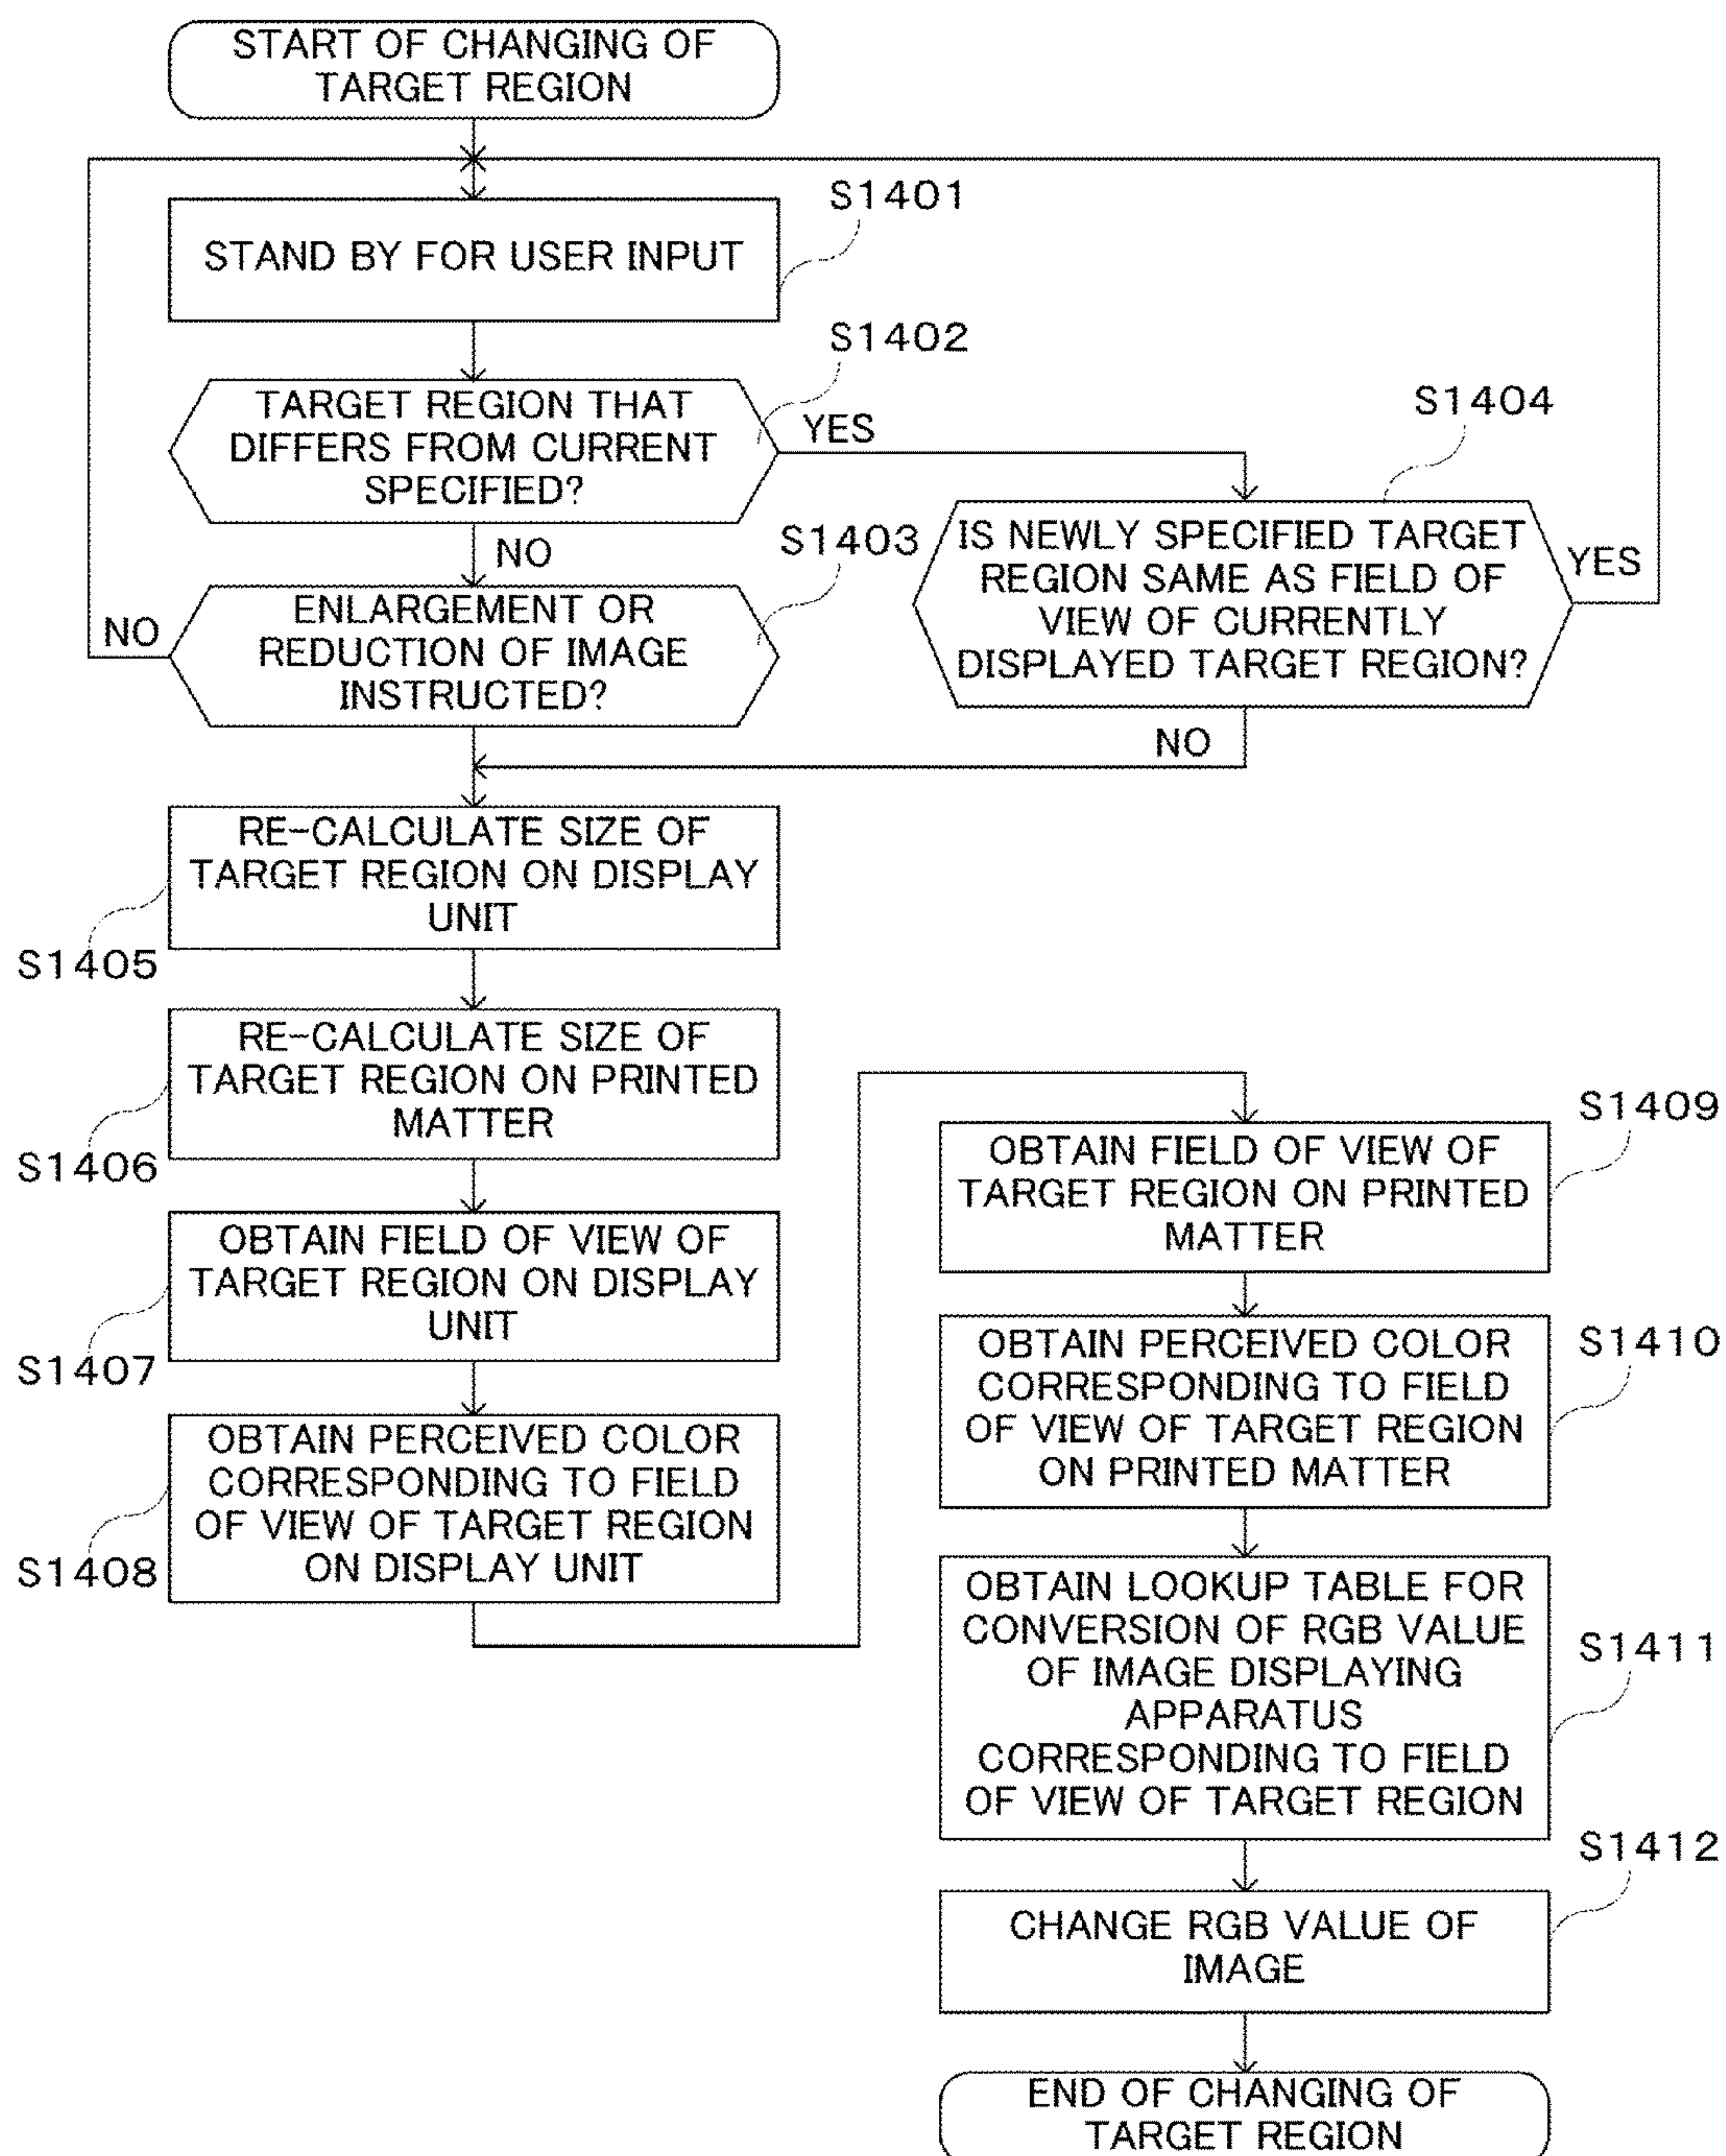 START OF CHANGING OF
TARGET REGION
S1401
STAND BY FOR USER INPUT
S1402
TARGET REGION THAT
DIFFERS FROM CURRENT
SPECIFIED?
YES
NO
S1404
IS NEWLY SPECIFIED TARGET
REGION SAME AS FIELD OF
VIEW OF CURRENTLY
DISPLAYED TARGET REGION?
YES
NO
S1403
ENLARGEMENT OR
REDUCTION OF IMAGE
INSTRUCTED?
NO
RE-CALCULATE SIZE OF
TARGET REGION ON DISPLAY
UNIT
S1405
RE-CALCULATE SIZE OF
TARGET REGION ON PRINTED
MATTER
S1406
OBTAIN FIELD OF VIEW OF
TARGET REGION ON DISPLAY
UNIT
S1407
OBTAIN PERCEIVED COLOR
CORRESPONDING TO FIELD
OF VIEW OF TARGET REGION
ON DISPLAY UNIT
S1408
S1409
OBTAIN FIELD OF VIEW OF
TARGET REGION ON PRINTED
MATTER
S1410
OBTAIN PERCEIVED COLOR
CORRESPONDING TO FIELD
OF VIEW OF TARGET REGION
ON PRINTED MATTER
S1411
OBTAIN LOOKUP TABLE FOR
CONVERSION OF RGB VALUE
OF IMAGE DISPLAYING
APPARATUS
CORRESPONDING TO FIELD
OF VIEW OF TARGET REGION
S1412
CHANGE RGB VALUE OF
IMAGE
END OF CHANGING OF
TARGET REGION